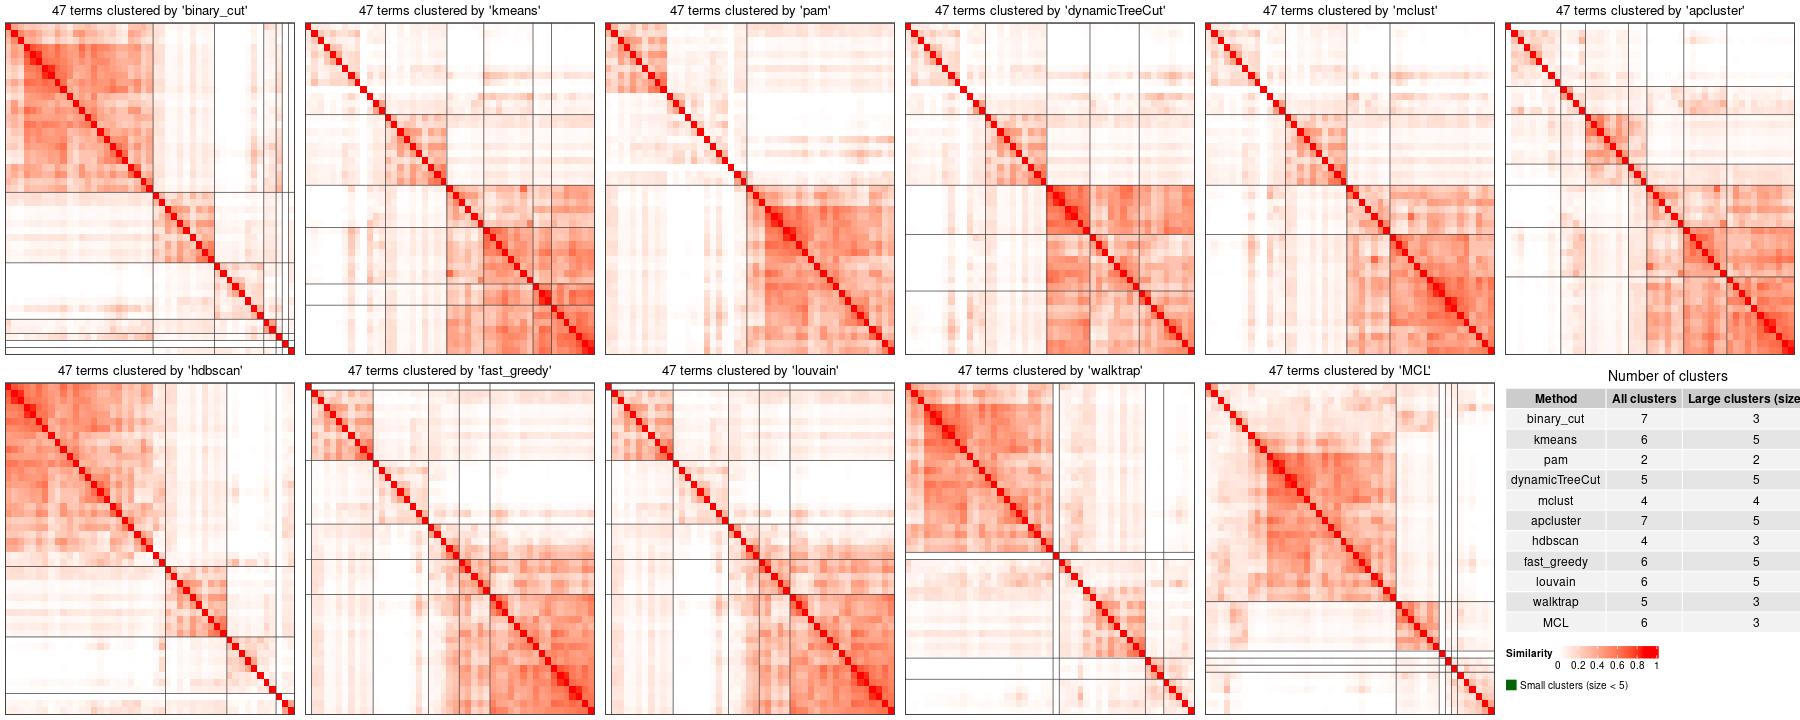 47 terms clustered by 'binary_cut'
47 terms clustered by 'kmeans'
47 terms clustered by 'pam'
47 terms clustered by 'dynamicTreeCut'
47 terms clustered by 'mclust'
47 terms clustered by 'apcluster'
47 terms clustered by 'hdbscan'
47 terms clustered by 'fast_greedy'
47 terms clustered by 'louvain'
47 terms clustered by 'walktrap'
47 terms clustered by 'MCL'
Number of clusters
Method All clusters Large clusters (size
binary_cut 7 3
kmeans 6 5
pam 2 2
dynamicTreeCut 5 5
mclust 4 4
apcluster 7 5
hdbscan 4 3
fast_greedy 6 5
louvain 6 5
walktrap 5 3
MCL 6 3
Similarity
0 0.2 0.4 0.6 0.8 1
Small clusters (size < 5)